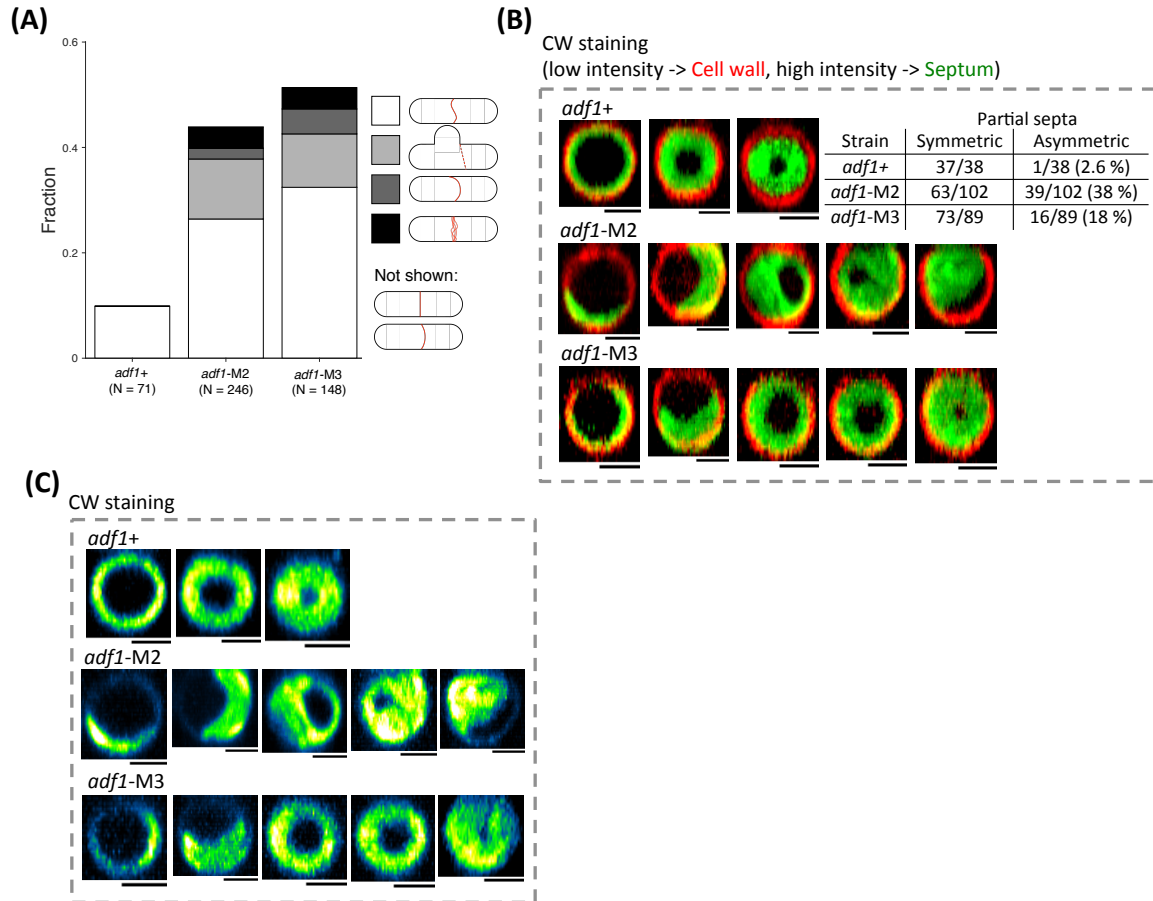 (A)
0.6
0.4
0.2
0
Fraction
adf1+
(N = 71)
adf1-M2
(N = 246)
adf1-M3
(N = 148)
Not shown:
(B)
CW staining
(low intensity -> Cell wall, high intensity -> Septum)
adf1+
Partial septa
Strain Symmetric Asymmetric
adf1+ 37/38 1/38 (2.6 %)
adf1-M2 63/102 39/102 (38 %)
adf1-M3 73/89 16/89 (18 %)
adf1-M2
adf1-M3
(C)
CW staining
adf1+
adf1-M2
adf1-M3